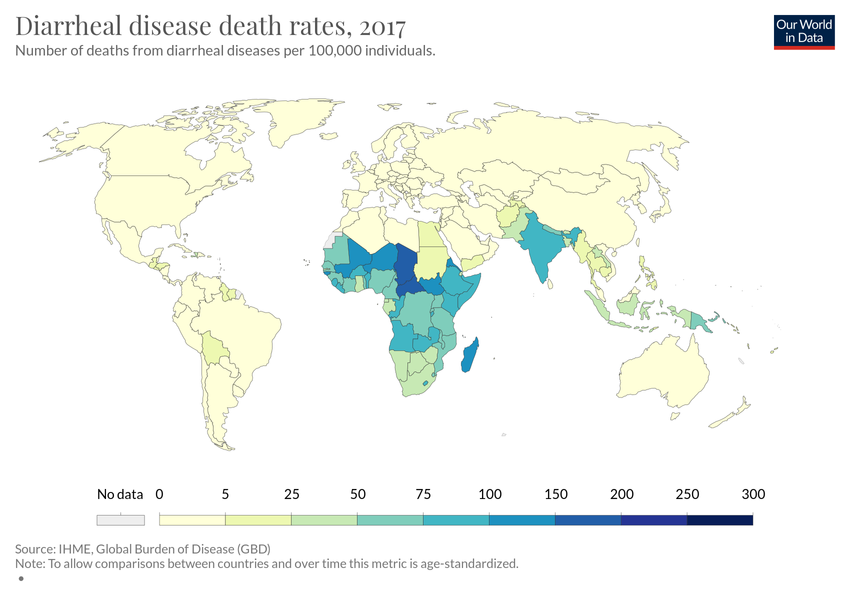 Diarrheal disease death rates, 2017
Number of deaths from diarrheal diseases per 100,000 individuals.
Our World
in Data
No data 0 5 25 50 75 100 150 200 250 300
Source: IHME, Global Burden of Disease (GBD)
Note: To allow comparisons between countries and over time this metric is age-standardized.